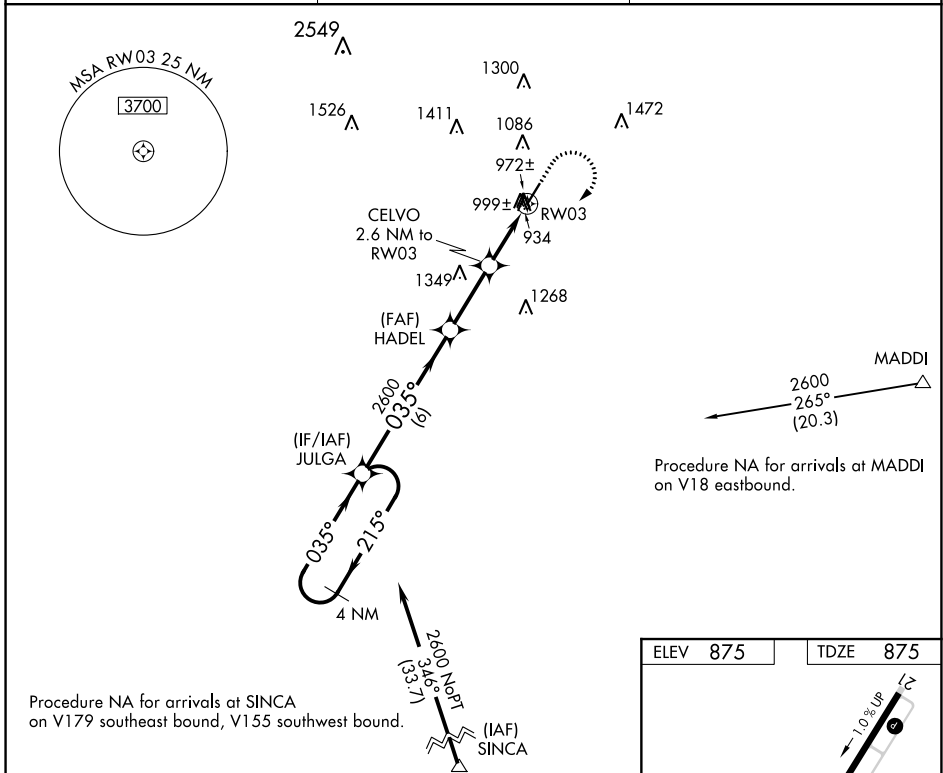 MSA RW03 25 NM
3700
2549
1526
1411
1300
1086
1472
972±
999±
RW03
934
CELVO
2.6 NM to
RW03
1349
1268
(FAF)
HADEL
2600
035°
(6)
(IF/IAF)
JULGA
035°
215°
4 NM
MADDI
2600
265°
(20.3)
Procedure NA for arrivals at MADDI
on V18 eastbound.
2600 NoPT
346°
(33.7)
(IAF)
SINCA
Procedure NA for arrivals at SINCA
on V179 southeast bound, V155 southwest bound.
ELEV 875
TDZE 875
21
1.0 % UP
P